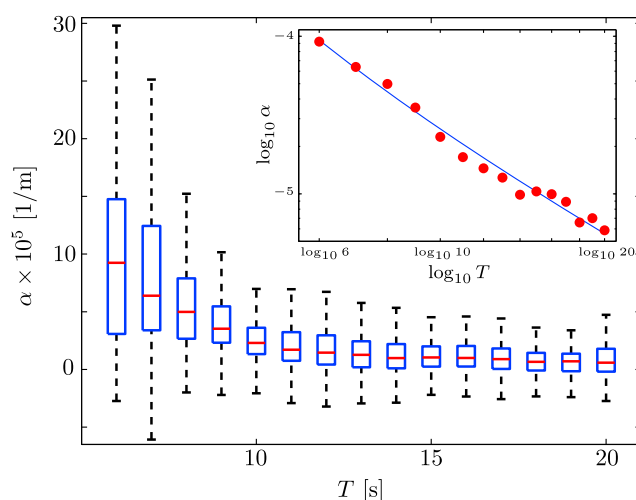 30
20
10
0
α × 10⁵ [1/m]
10
15
20
T [s]
−4
−5
log₁₀ α
log₁₀ 6
log₁₀ 10
log₁₀ 20
log₁₀ T